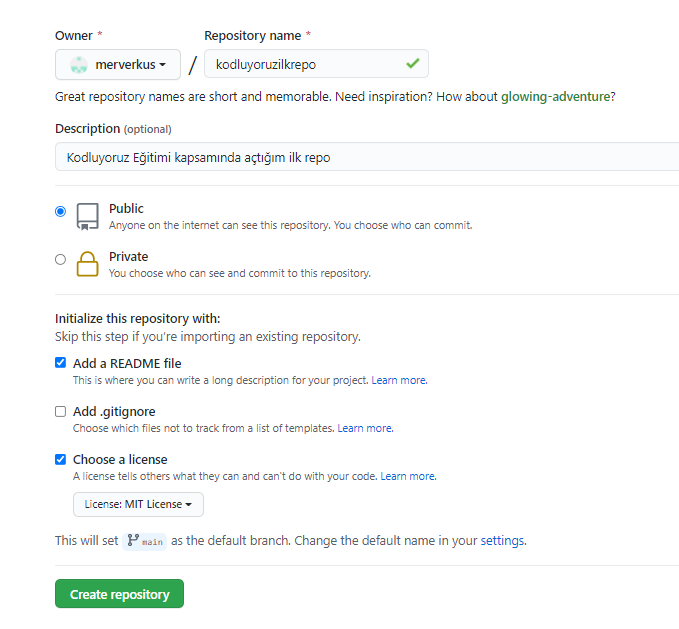 Owner * Repository name *
merverkus / kodluyoruzilkrepo
Great repository names are short and memorable. Need inspiration? How about glowing-adventure?
Description (optional)
Kodluyoruz Eğitimi kapsamında açtığım ilk repo
Public
Anyone on the internet can see this repository. You choose who can commit.
Private
You choose who can see and commit to this repository.
Initialize this repository with:
Skip this step if you're importing an existing repository.
Add a README file
This is where you can write a long description for your project. Learn more.
Add .gitignore
Choose which files not to track from a list of templates. Learn more.
Choose a license
A license tells others what they can and can't do with your code. Learn more.
License: MIT License
This will set main as the default branch. Change the default name in your settings.
Create repository